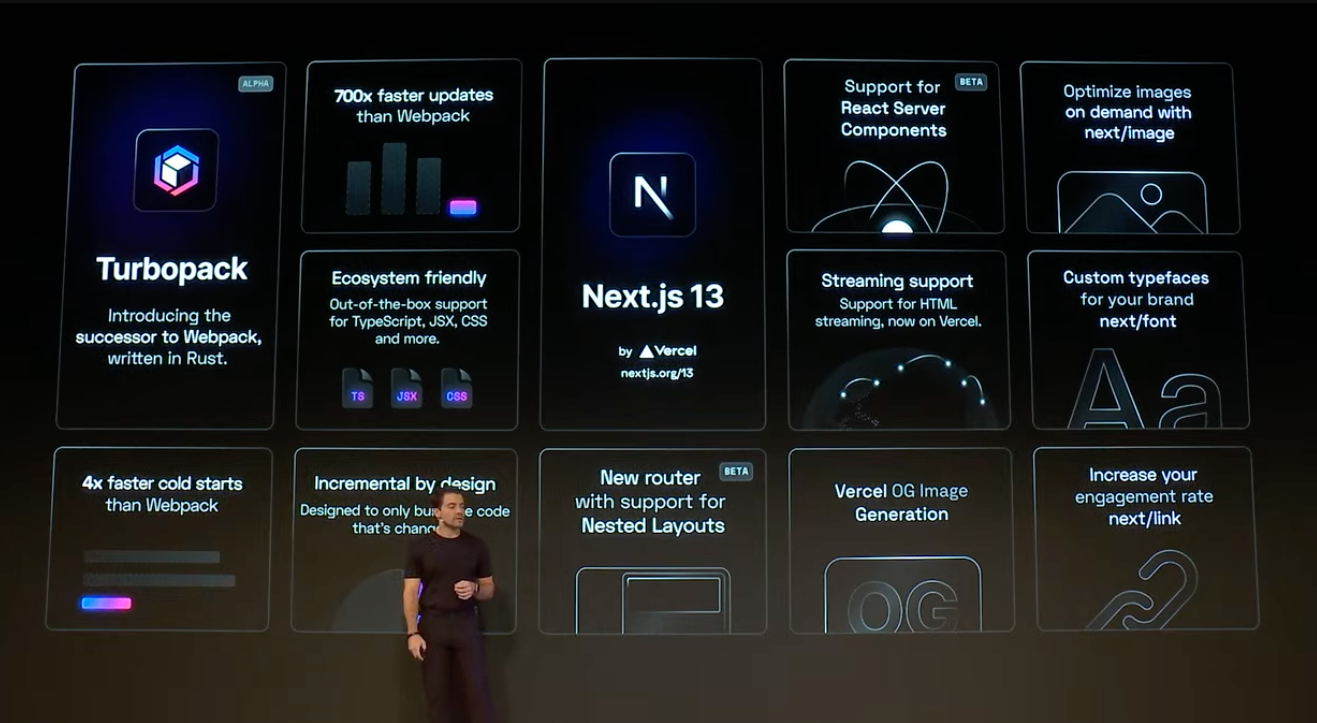 ALPHA
Turbopack
Introducing the
successor to Webpack,
written in Rust.
700x faster updates
than Webpack
Ecosystem friendly
Out-of-the-box support
for TypeScript, JSX, CSS
and more.
TS
JSX
CSS
Next.js 13
by Vercel
nextjs.org/13
BETA
Support for
React Server
Components
Streaming support
Support for HTML
streaming, now on Vercel.
Optimize images
on demand with
next/image
Custom typefaces
for your brand
next/font
Aa
4x faster cold starts
than Webpack
Incremental by design
Designed to only code
that's
BETA
New router
with support for
Nested Layouts
Vercel OG Image
Generation
OG
Increase your
engagement rate
next/link